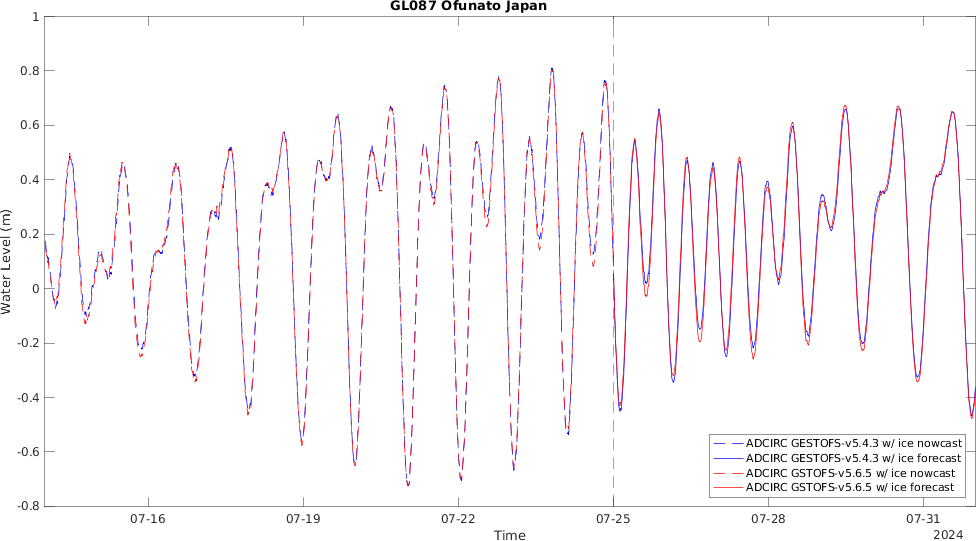 GL087 Ofunato Japan
Water Level (m)
1
0.8
0.6
0.4
0.2
0
-0.2
-0.4
-0.6
-0.8
ADCIRC GESTOFS-v5.4.3 w/ ice nowcast
ADCIRC GESTOFS-v5.4.3 w/ ice forecast
ADCIRC GSTOFS-v5.6.5 w/ ice nowcast
ADCIRC GSTOFS-v5.6.5 w/ ice forecast
07-16 07-19 07-22 07-25 07-28 07-31
Time
2024